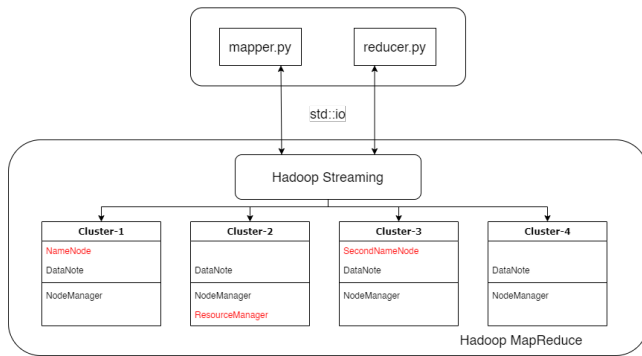 mapper.py
reducer.py
std::io
Hadoop Streaming
Cluster-1
NameNode
DataNote
NodeManager
Cluster-2
DataNote
NodeManager
ResourceManager
Cluster-3
SecondNameNode
DataNote
NodeManager
Cluster-4
DataNote
NodeManager
Hadoop MapReduce